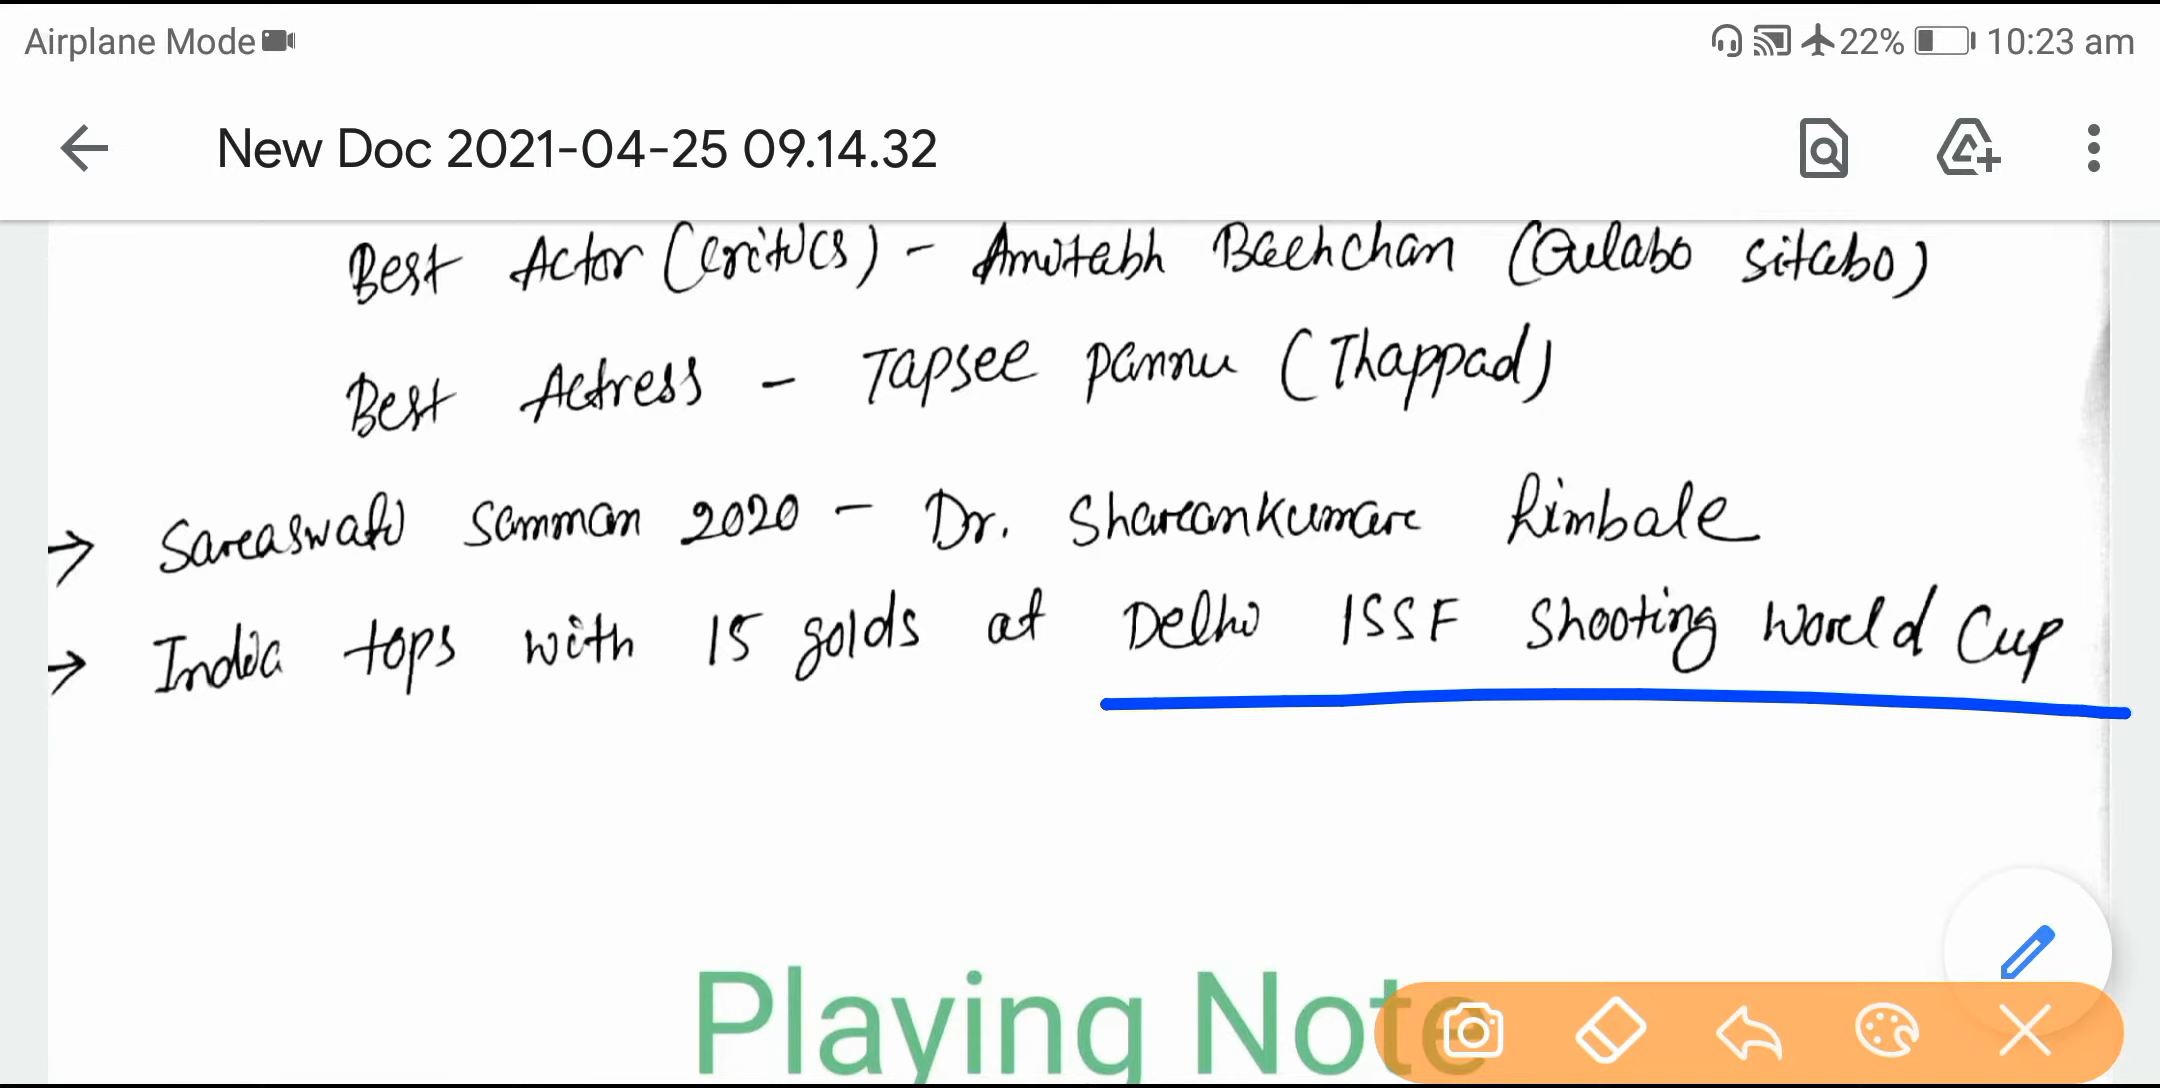 Airplane Mode 22% 10:23 am
New Doc 2021-04-25 09.14.32
Best Actor (critics) - Amitabh Bachchan (Gulabo sitabo)
Best Actress - Tapsee pannu (Thappad)
→ Saraswati Samman 2020 - Dr. Sharankumar Limbale
→ India tops with 15 golds at Delhi ISSF Shooting World Cup
Playing Note